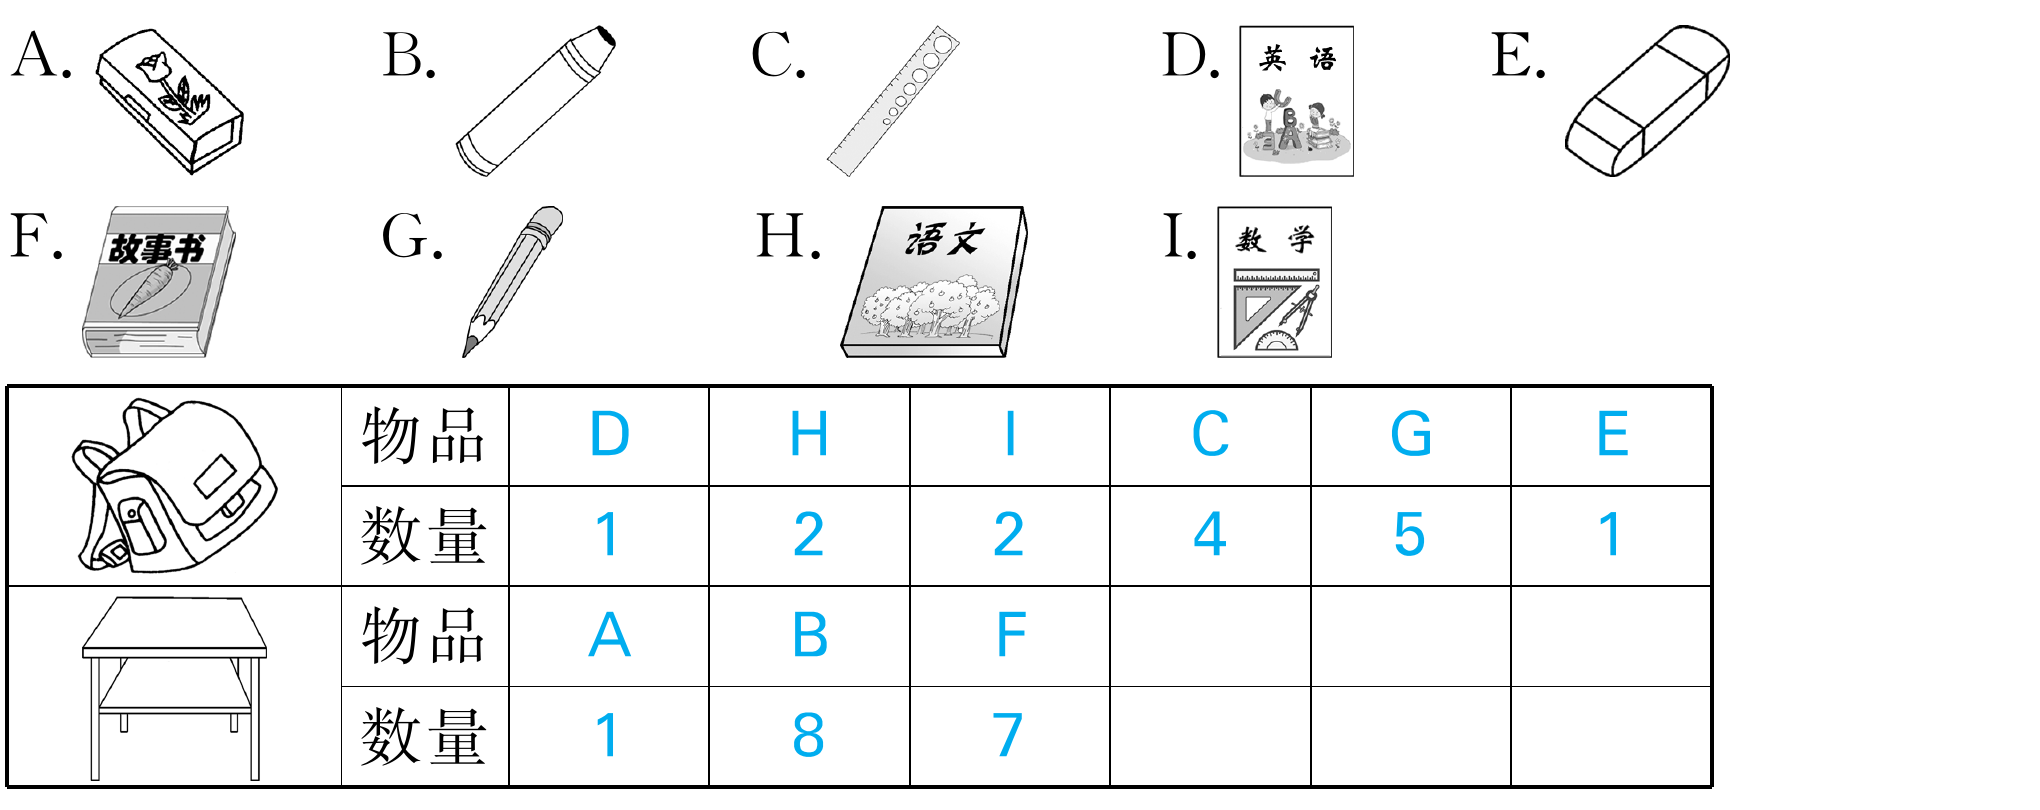 A. B. C. D. 英语 E.
F. 故事书 G. H. 语文 I. 数学
物品 D H I C G E
数量 1 2 2 4 5 1
物品 A B F
数量 1 8 7